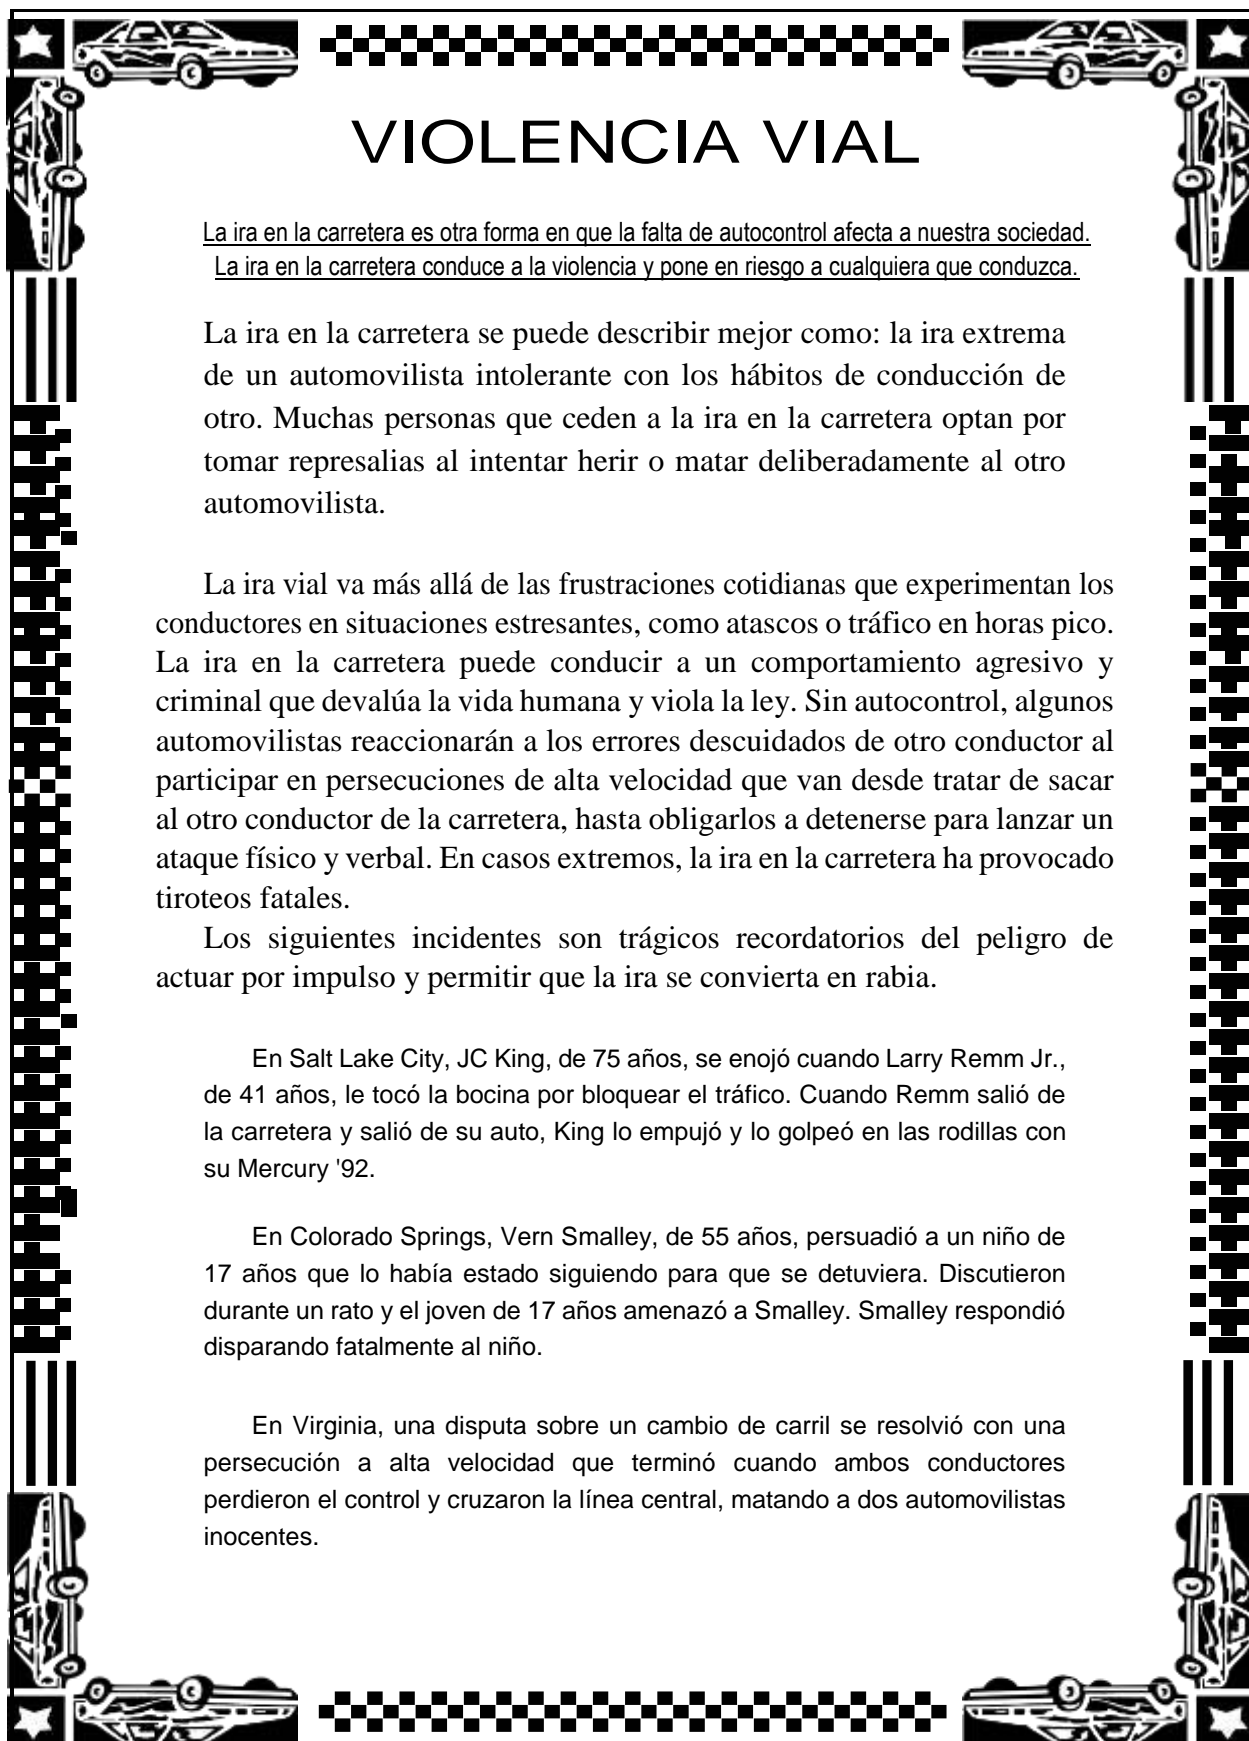 VIOLENCIA VIAL
La ira en la carretera es otra forma en que la falta de autocontrol afecta a nuestra sociedad.
La ira en la carretera conduce a la violencia y pone en riesgo a cualquiera que conduzca.
La ira en la carretera se puede describir mejor como: la ira extrema
de un automovilista intolerante con los hábitos de conducción de
otro. Muchas personas que ceden a la ira en la carretera optan por
tomar represalias al intentar herir o matar deliberadamente al otro
automovilista.
La ira vial va más allá de las frustraciones cotidianas que experimentan los
conductores en situaciones estresantes, como atascos o tráfico en horas pico.
La ira en la carretera puede conducir a un comportamiento agresivo y
criminal que devalúa la vida humana y viola la ley. Sin autocontrol, algunos
automovilistas reaccionarán a los errores descuidados de otro conductor al
participar en persecuciones de alta velocidad que van desde tratar de sacar
al otro conductor de la carretera, hasta obligarlos a detenerse para lanzar un
ataque físico y verbal. En casos extremos, la ira en la carretera ha provocado
tiroteos fatales.
Los siguientes incidentes son trágicos recordatorios del peligro de
actuar por impulso y permitir que la ira se convierta en rabia.
En Salt Lake City, JC King, de 75 años, se enojó cuando Larry Remm Jr.,
de 41 años, le tocó la bocina por bloquear el tráfico. Cuando Remm salió de
la carretera y salió de su auto, King lo empujó y lo golpeó en las rodillas con
su Mercury '92.
En Colorado Springs, Vern Smalley, de 55 años, persuadió a un niño de
17 años que lo había estado siguiendo para que se detuviera. Discutieron
durante un rato y el joven de 17 años amenazó a Smalley. Smalley respondió
disparando fatalmente al niño.
En Virginia, una disputa sobre un cambio de carril se resolvió con una
persecución a alta velocidad que terminó cuando ambos conductores
perdieron el control y cruzaron la línea central, matando a dos automovilistas
inocentes.